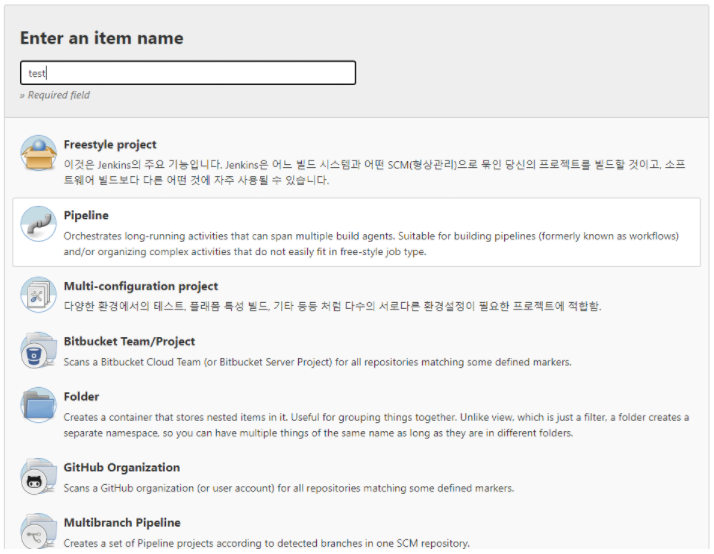 Enter an item name
test
» Required field
Freestyle project
이것은 Jenkins의 주요 기능입니다. Jenkins은 어느 빌드 시스템과 어떤 SCM(형상관리)으로 묶인 당신의 프로젝트를 빌드할 것이고, 소프
트웨어 빌드보다 다른 어떤 것에 자주 사용될 수 있습니다.
Pipeline
Orchestrates long-running activities that can span multiple build agents. Suitable for building pipelines (formerly known as workflows)
and/or organizing complex activities that do not easily fit in free-style job type.
Multi-configuration project
다양한 환경에서의 테스트, 플래폼 특성 빌드, 기타 등등 처럼 다수의 서로다른 환경설정이 필요한 프로젝트에 적합함.
Bitbucket Team/Project
Scans a Bitbucket Cloud Team (or Bitbucket Server Project) for all repositories matching some defined markers.
Folder
Creates a container that stores nested items in it. Useful for grouping things together. Unlike view, which is just a filter, a folder creates a
separate namespace, so you can have multiple things of the same name as long as they are in different folders.
GitHub Organization
Scans a GitHub organization (or user account) for all repositories matching some defined markers.
Multibranch Pipeline
Creates a set of Pipeline projects according to detected branches in one SCM repository.